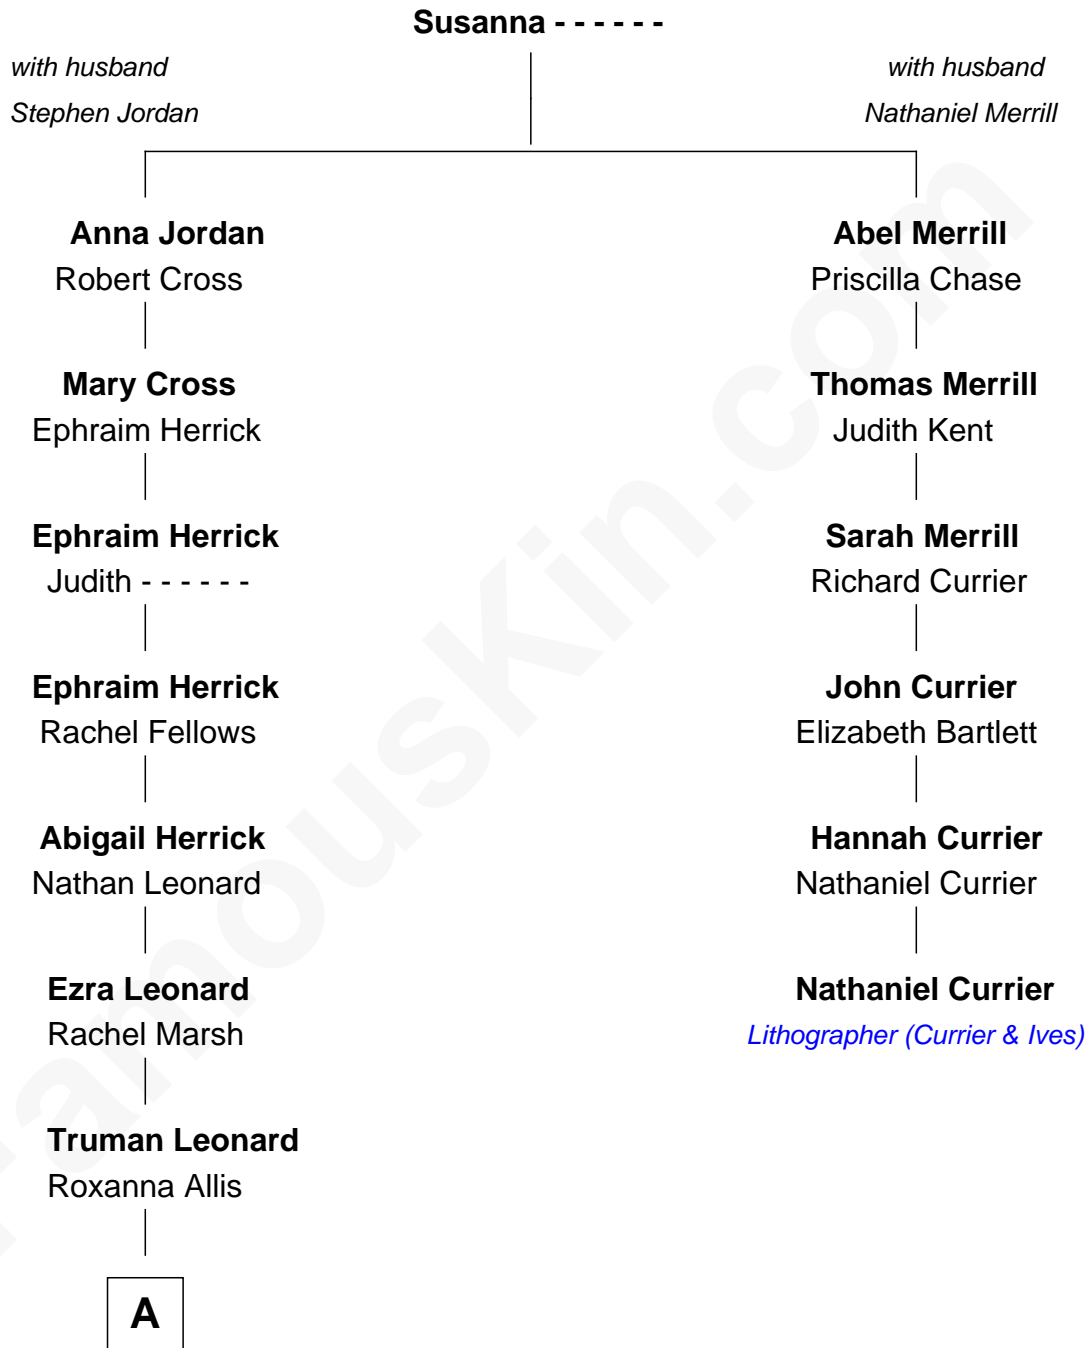 Susanna - - - - - -
with husband
Stephen Jordan
with husband
Nathaniel Merrill
Anna Jordan
Robert Cross
Abel Merrill
Priscilla Chase
Mary Cross
Ephraim Herrick
Thomas Merrill
Judith Kent
Ephraim Herrick
Judith - - - - - -
Sarah Merrill
Richard Currier
Ephraim Herrick
Rachel Fellows
John Currier
Elizabeth Bartlett
Abigail Herrick
Nathan Leonard
Hannah Currier
Nathaniel Currier
Ezra Leonard
Rachel Marsh
Nathaniel Currier
Lithographer (Currier & Ives)
Truman Leonard
Roxanna Allis
A
FamousKin.com